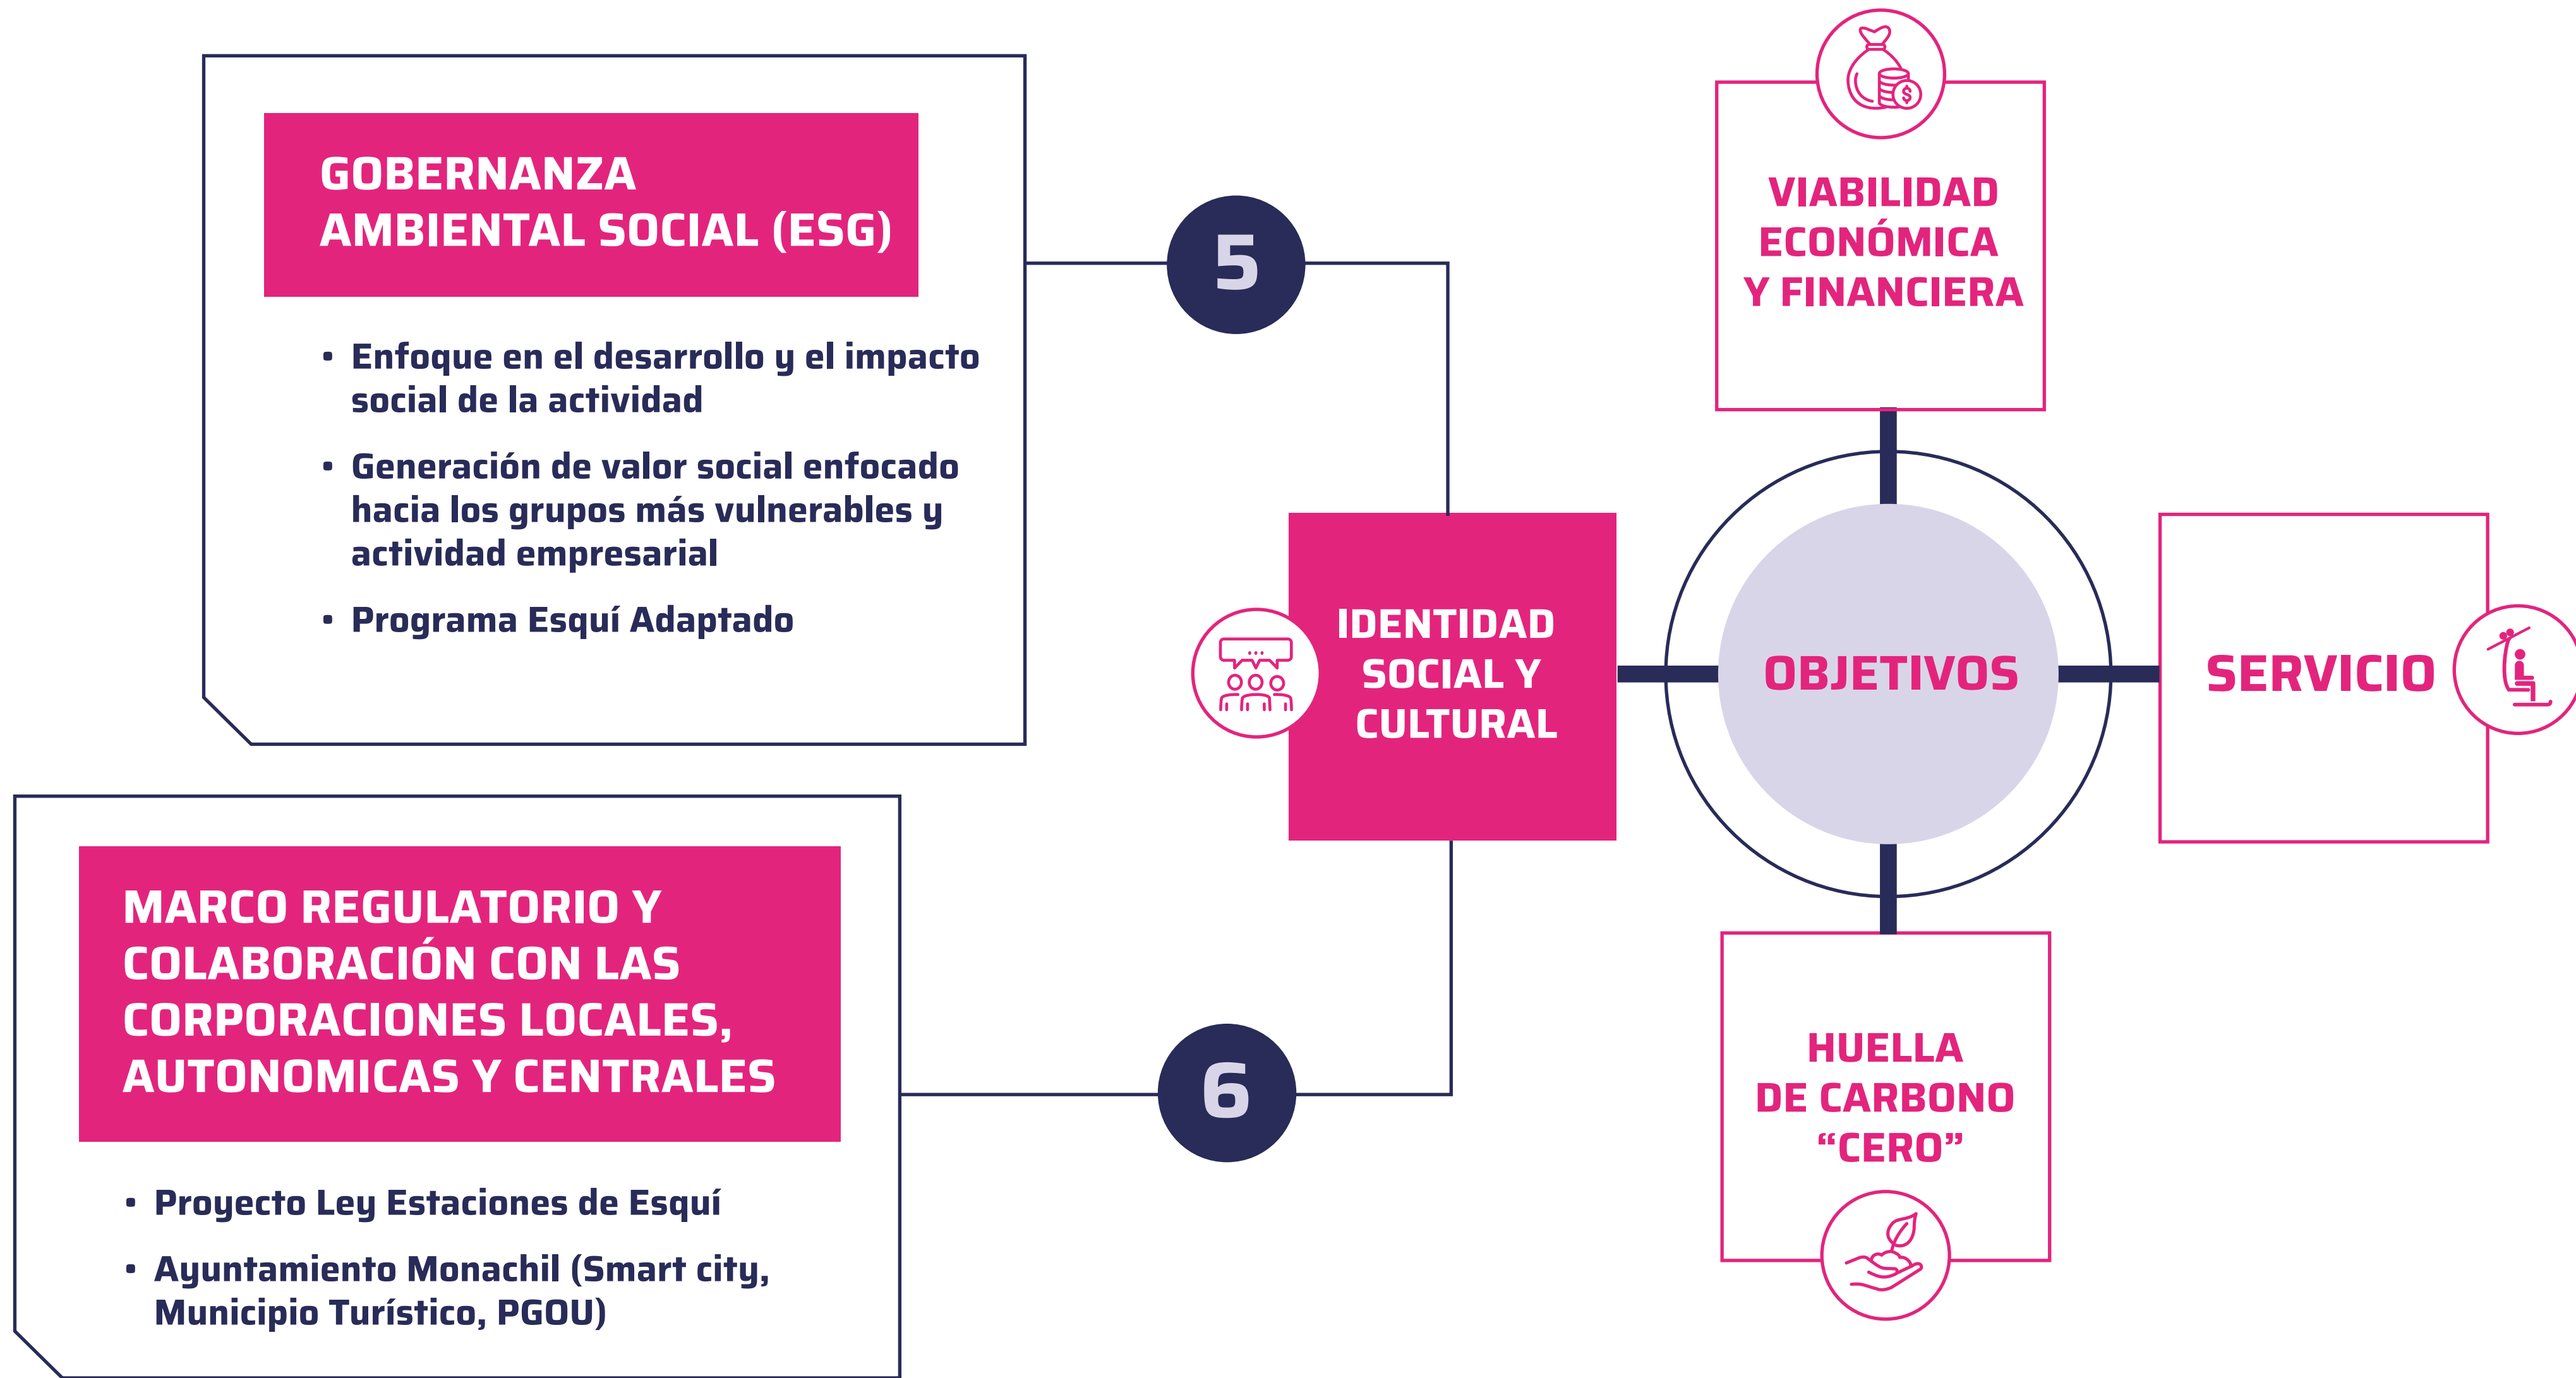 GOBERNANZA
AMBIENTAL SOCIAL (ESG)
• Enfoque en el desarrollo y el impacto
social de la actividad
• Generación de valor social enfocado
hacia los grupos más vulnerables y
actividad empresarial
• Programa Esquí Adaptado
5
MARCO REGULATORIO Y
COLABORACIÓN CON LAS
CORPORACIONES LOCALES,
AUTONOMICAS Y CENTRALES
• Proyecto Ley Estaciones de Esquí
• Ayuntamiento Monachil (Smart city,
Municipio Turístico, PGOU)
6
IDENTIDAD
SOCIAL Y
CULTURAL
OBJETIVOS
$
VIABILIDAD
ECONÓMICA
Y FINANCIERA
SERVICIO
HUELLA
DE CARBONO
“CERO”